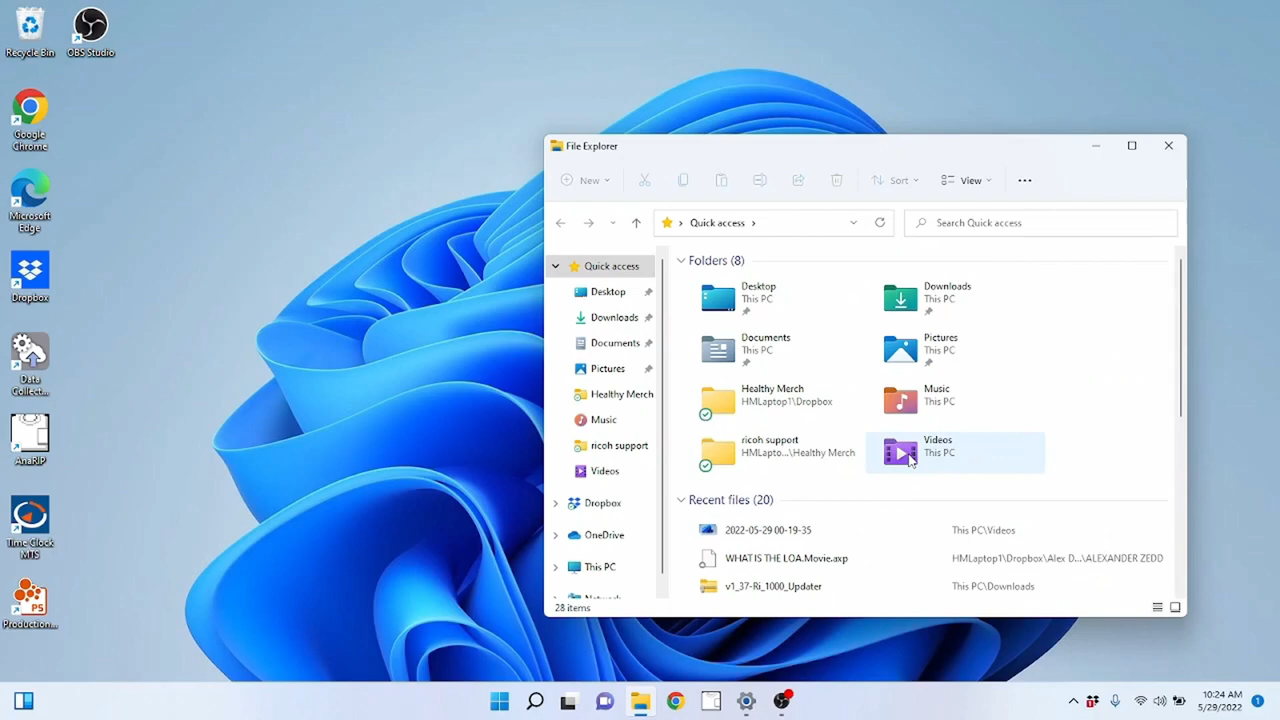 Recycle Bin
OBS Studio
Google
Chrome
Microsoft
Edge
Dropbox
Data
Collect...
AnaRIP
Time Clock
MTS
PS
Production...
File Explorer
New
Sort
View
Quick access
Search Quick access
Quick access
Desktop
Downloads
Documents
Pictures
Healthy Merch
Music
ricoh support
Videos
Dropbox
OneDrive
This PC
Folders (8)
Desktop
This PC
Downloads
This PC
Documents
This PC
Pictures
This PC
Healthy Merch
HMLaptop1\Dropbox
Music
This PC
ricoh support
HMLapto...\Healthy Merch
Videos
This PC
Recent files (20)
2022-05-29 00-19-35 This PC\Videos
WHAT IS THE LOA.Movie.axp HMLaptop1\Dropbox\Alex D...\ALEXANDER ZEDD
v1_37-Ri_1000_Updater This PC\Downloads
28 items
10:24 AM
5/29/2022
1